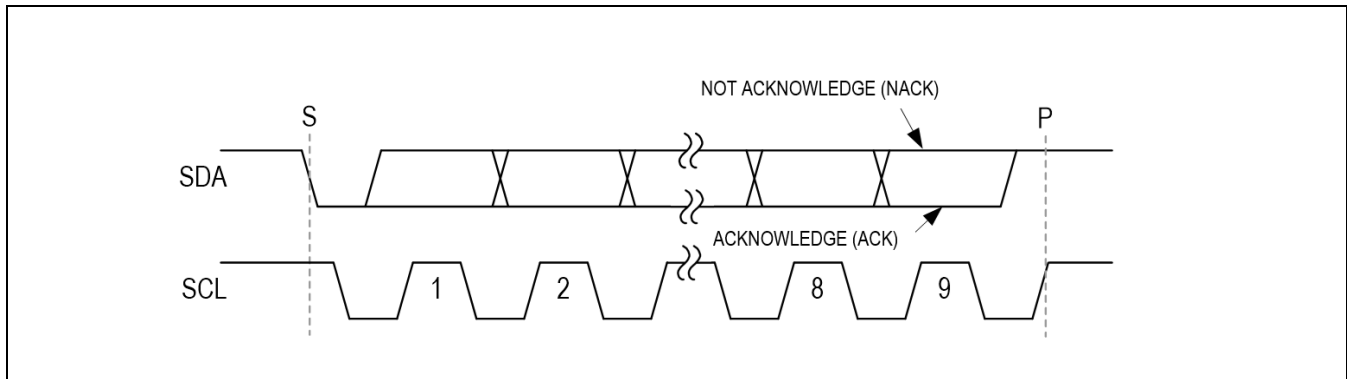 NOT ACKNOWLEDGE (NACK)
S
P
SDA
ACKNOWLEDGE (ACK)
SCL
1
2
8
9